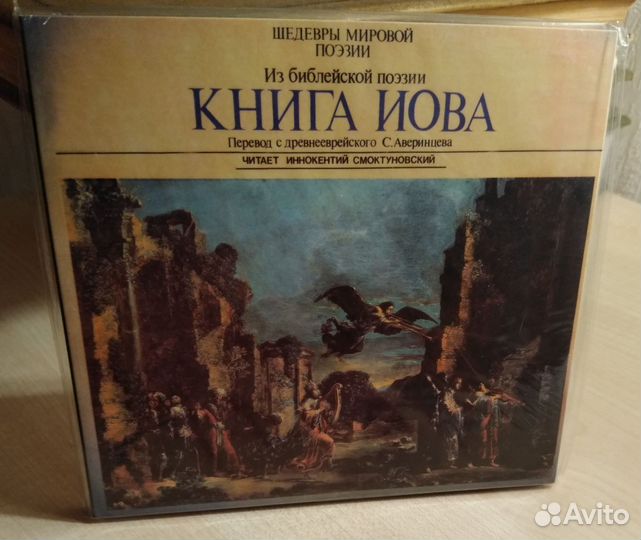 ШЕДЕВРЫ МИРОВОЙ
ПОЭЗИИ
Из библейской поэзии
КНИГА ИОВА
Перевод с древнееврейского С.Аверинцева
ЧИТАЕТ ИННОКЕНТИЙ СМОКТУНОВСКИЙ
Avito